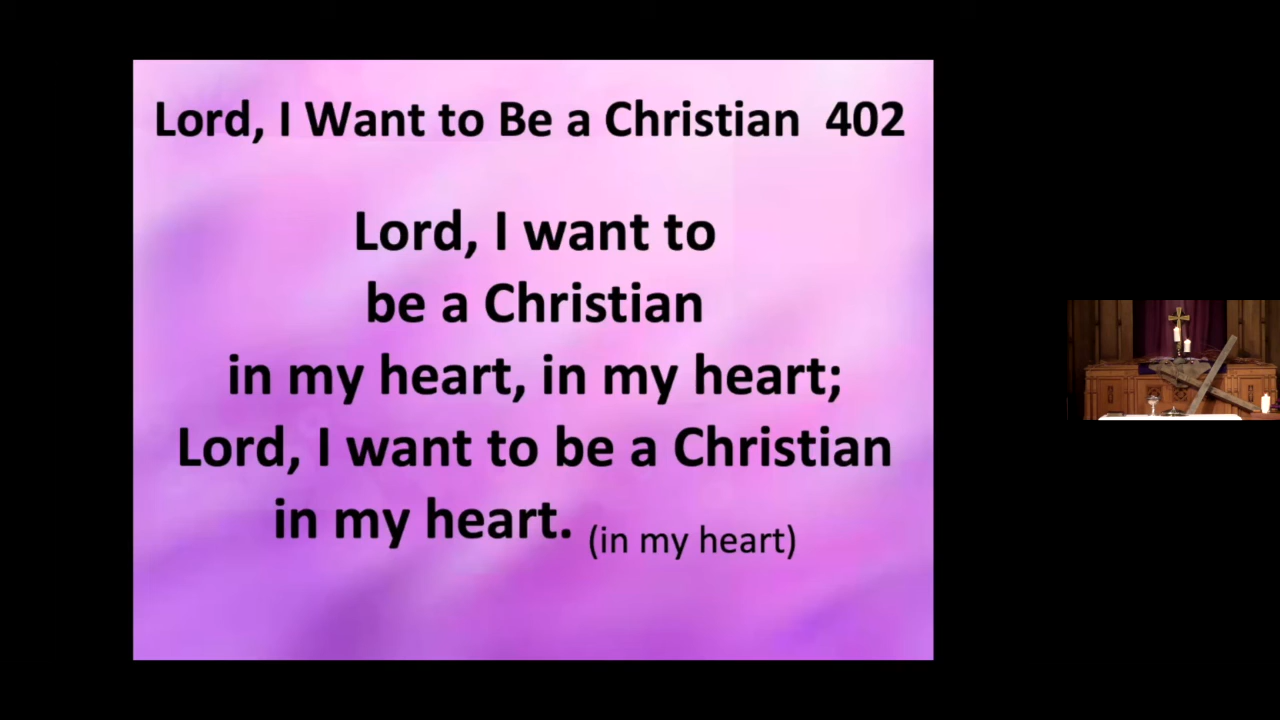 Lord, I Want to Be a Christian 402
Lord, I want to
be a Christian
in my heart, in my heart;
Lord, I want to be a Christian
in my heart. (in my heart)